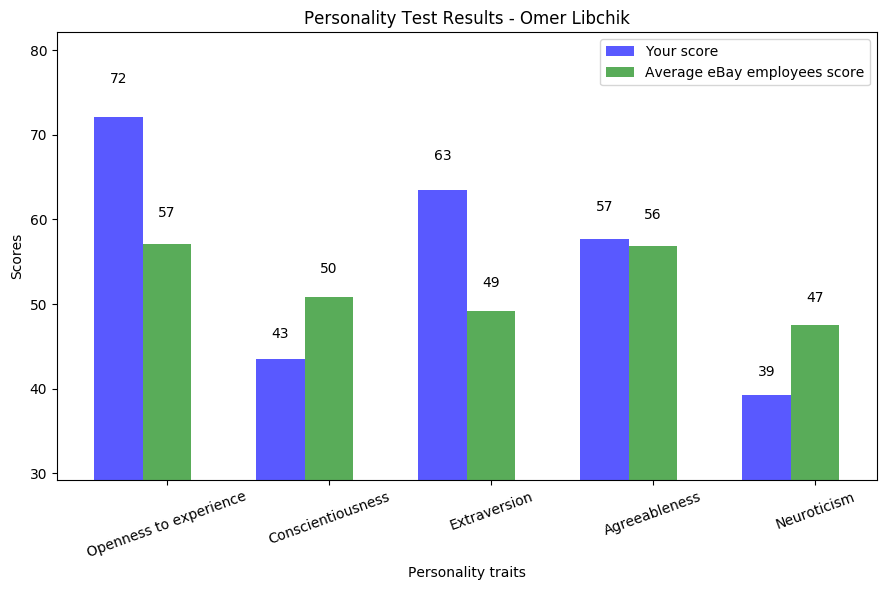 Personality Test Results - Omer Libchik
Your score
Average eBay employees score
80
70
60
50
40
30
Scores
72
57
43
50
63
49
57
56
39
47
Openness to experience
Conscientiousness
Extraversion
Agreeableness
Neuroticism
Personality traits